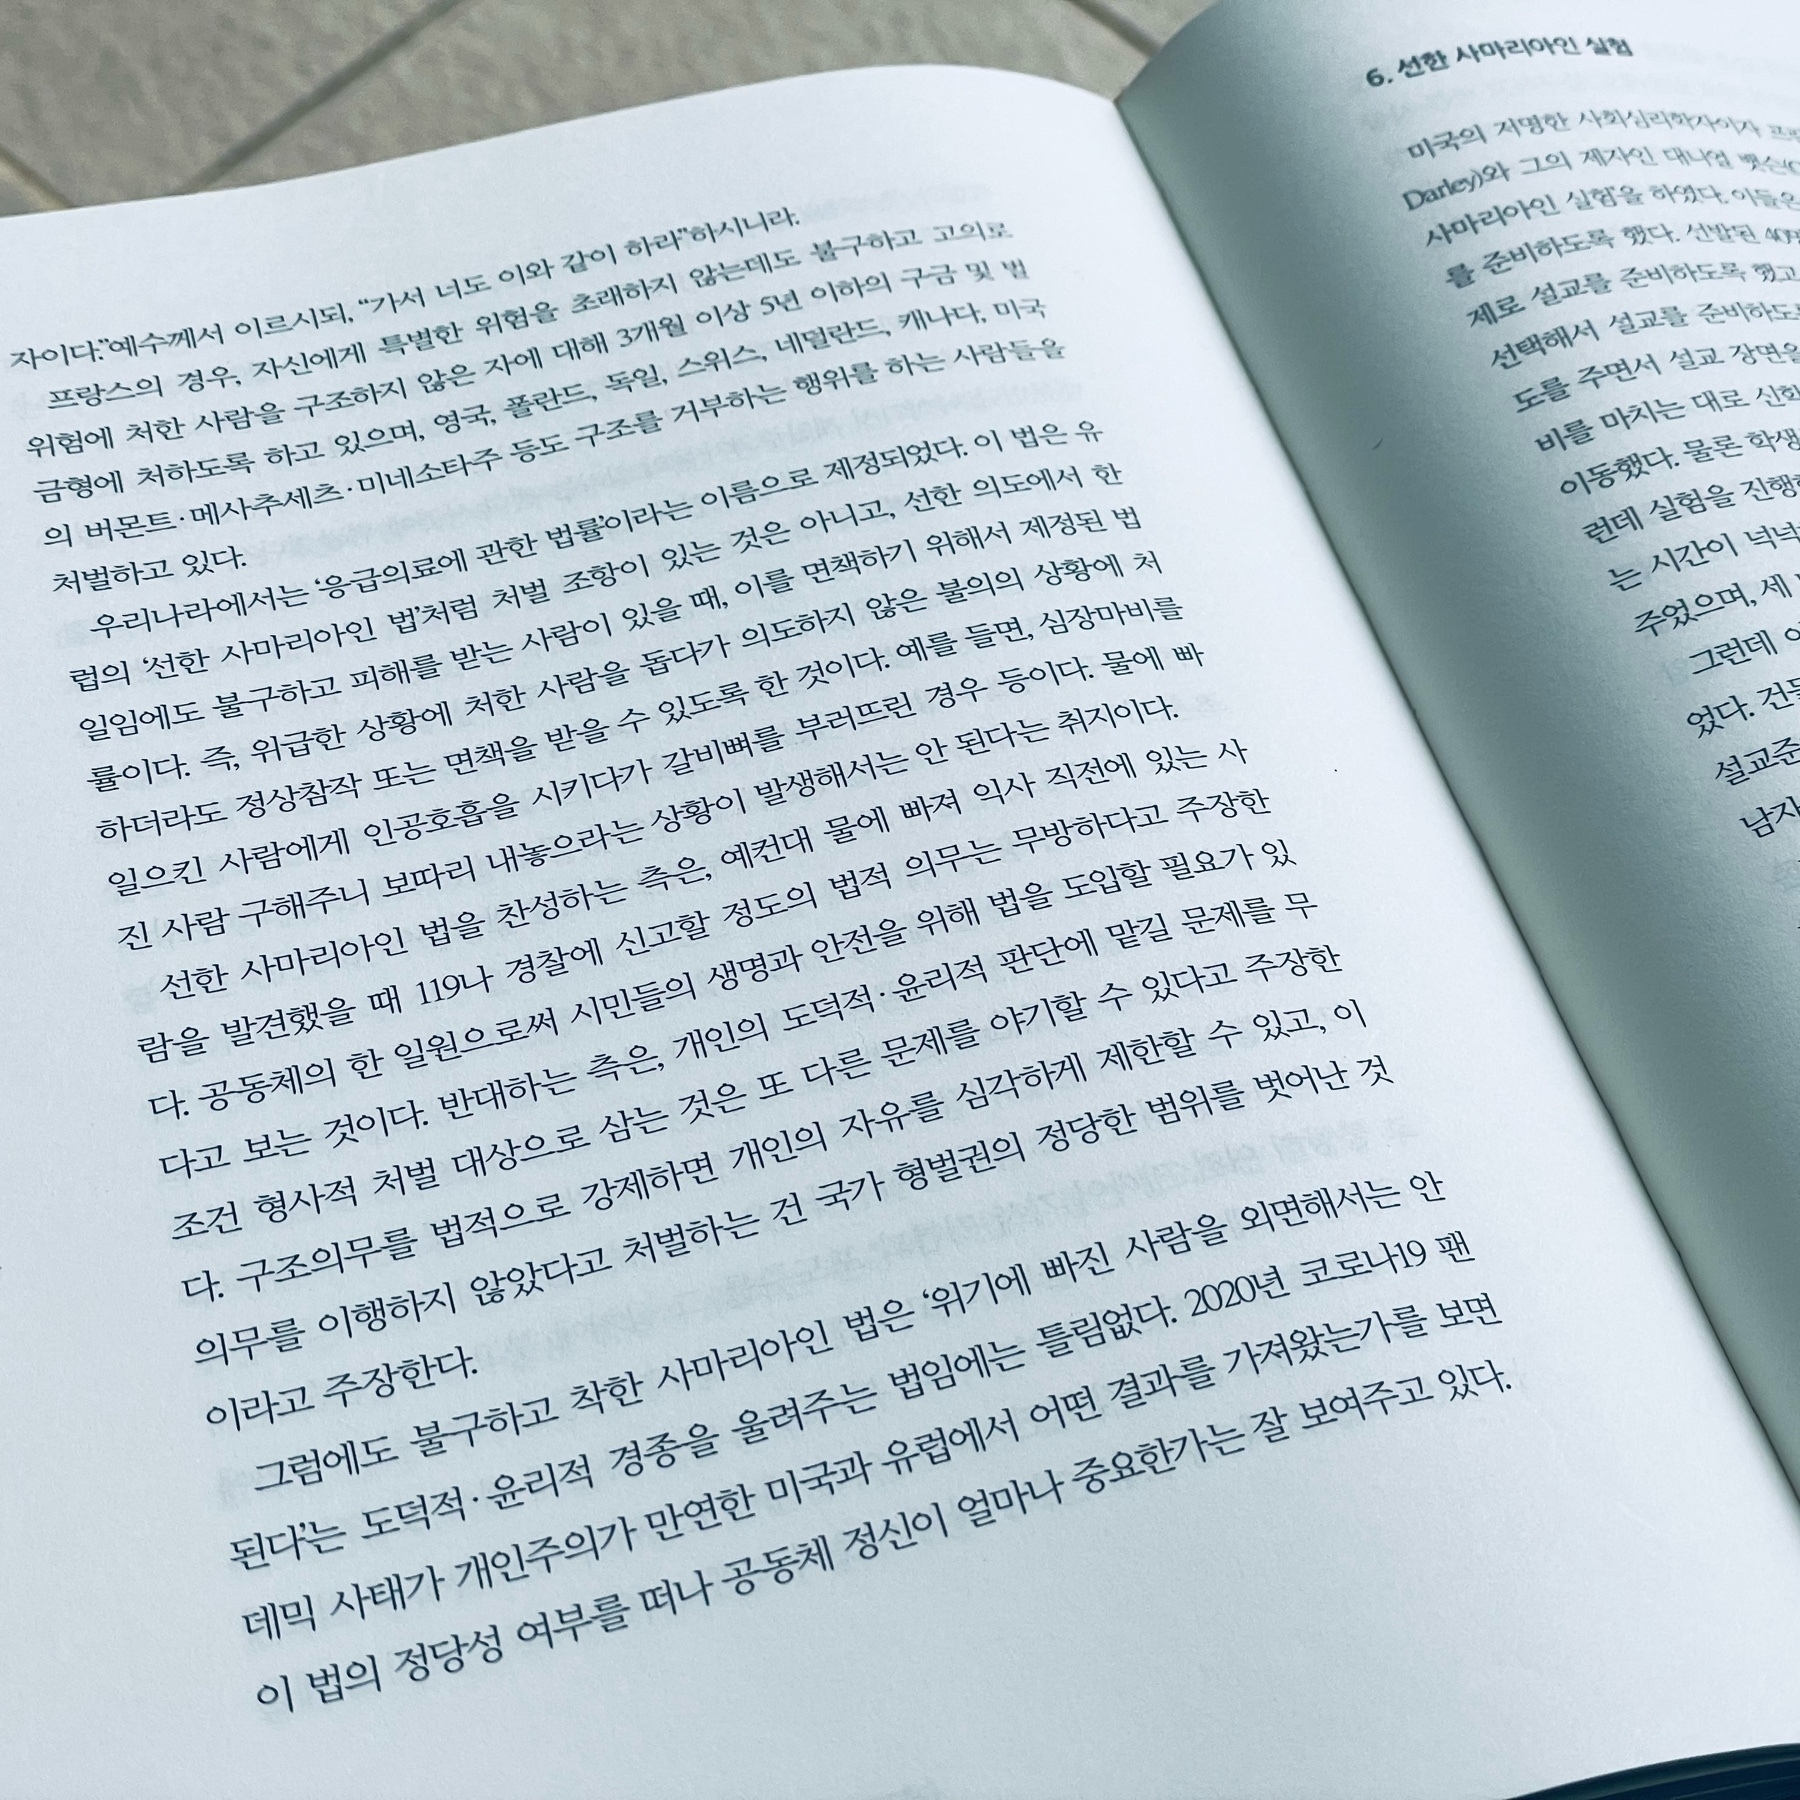 자이다."예수께서 이르시되, "가서 너도 이와 같이 하라"하시니라.
프랑스의 경우, 자신에게 특별한 위험을 초래하지 않는데도 불구하고 고의로
위험에 처한 사람을 구조하지 않은 자에 대해 3개월 이상 5년 이하의 구금 및 벌
금형에 처하도록 하고 있으며, 영국, 폴란드, 독일, 스위스, 네덜란드, 캐나다, 미국
의 버몬트·메사추세츠·미네소타주 등도 구조를 거부하는 행위를 하는 사람들을
처벌하고 있다.
우리나라에서는 '응급의료에 관한 법률'이라는 이름으로 제정되었다. 이 법은 유
럽의 '선한 사마리아인 법'처럼 처벌 조항이 있는 것은 아니고, 선한 의도에서 한
일임에도 불구하고 피해를 받는 사람이 있을 때, 이를 면책하기 위해서 제정된 법
률이다. 즉, 위급한 상황에 처한 사람을 돕다가 의도하지 않은 불의의 상황에 처
하더라도 정상참작 또는 면책을 받을 수 있도록 한 것이다. 예를 들면, 심장마비를
일으킨 사람에게 인공호흡을 시키다가 갈비뼈를 부러뜨린 경우 등이다. 물에 빠
진 사람 구해주니 보따리 내놓으라는 상황이 발생해서는 안 된다는 취지이다.
선한 사마리아인 법을 찬성하는 측은, 예컨대 물에 빠져 익사 직전에 있는 사
람을 발견했을 때 119나 경찰에 신고할 정도의 법적 의무는 무방하다고 주장한
다. 공동체의 한 일원으로써 시민들의 생명과 안전을 위해 법을 도입할 필요가 있
다고 보는 것이다. 반대하는 측은, 개인의 도덕적·윤리적 판단에 맡길 문제를 무
조건 형사적 처벌 대상으로 삼는 것은 또 다른 문제를 야기할 수 있다고 주장한
다. 구조의무를 법적으로 강제하면 개인의 자유를 심각하게 제한할 수 있고, 이
의무를 이행하지 않았다고 처벌하는 건 국가 형벌권의 정당한 범위를 벗어난 것
이라고 주장한다.
그럼에도 불구하고 착한 사마리아인 법은 '위기에 빠진 사람을 외면해서는 안
된다'는 도덕적·윤리적 경종을 울려주는 법임에는 틀림없다. 2020년 코로나19 팬
데믹 사태가 개인주의가 만연한 미국과 유럽에서 어떤 결과를 가져왔는가를 보면
이 법의 정당성 여부를 떠나 공동체 정신이 얼마나 중요한가는 잘 보여주고 있다.
6. 선한 사마리아인 실험
미국의 저명한 사회심리학자이자
Darley)와 그의 제자인 대니얼
사마리아인 실험'을 하였다. 이들은
를 준비하도록 했다. 선발된
제로 설교를 준비하도록 했고
선택해서 설교를 준비하도록
도를 주면서 설교 장면을
비를 마치는 대로
이동했다. 물론
런데 실험을
는 시간이
주었으며, 세
그런데
었다.